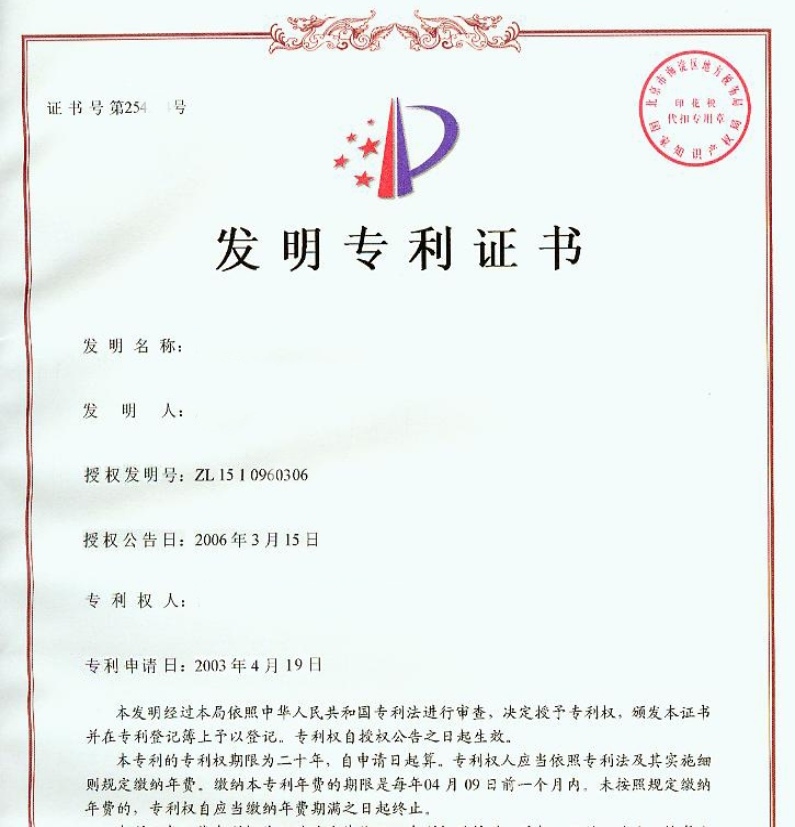 证书号第254 号
北京市海淀区地方税务局
印花税
代扣专用章
国家知识产权局
发明专利证书
发明名称：
发明人：
授权发明号：ZL 15 1 0960306
授权公告日：2006年3月15日
专利权人：
专利申请日：2003年4月19日
本发明经过本局依照中华人民共和国专利法进行审查，决定授予专利权，颁发本证书
并在专利登记簿上予以登记。专利权自授权公告之日起生效。
本专利的专利权期限为二十年，自申请日起算。专利权人应当依照专利法及其实施细
则规定缴纳年费。缴纳本专利年费的期限是每年04月09日前一个月内。未按照规定缴纳
年费的，专利权自应当缴纳年费期满之日起终止。